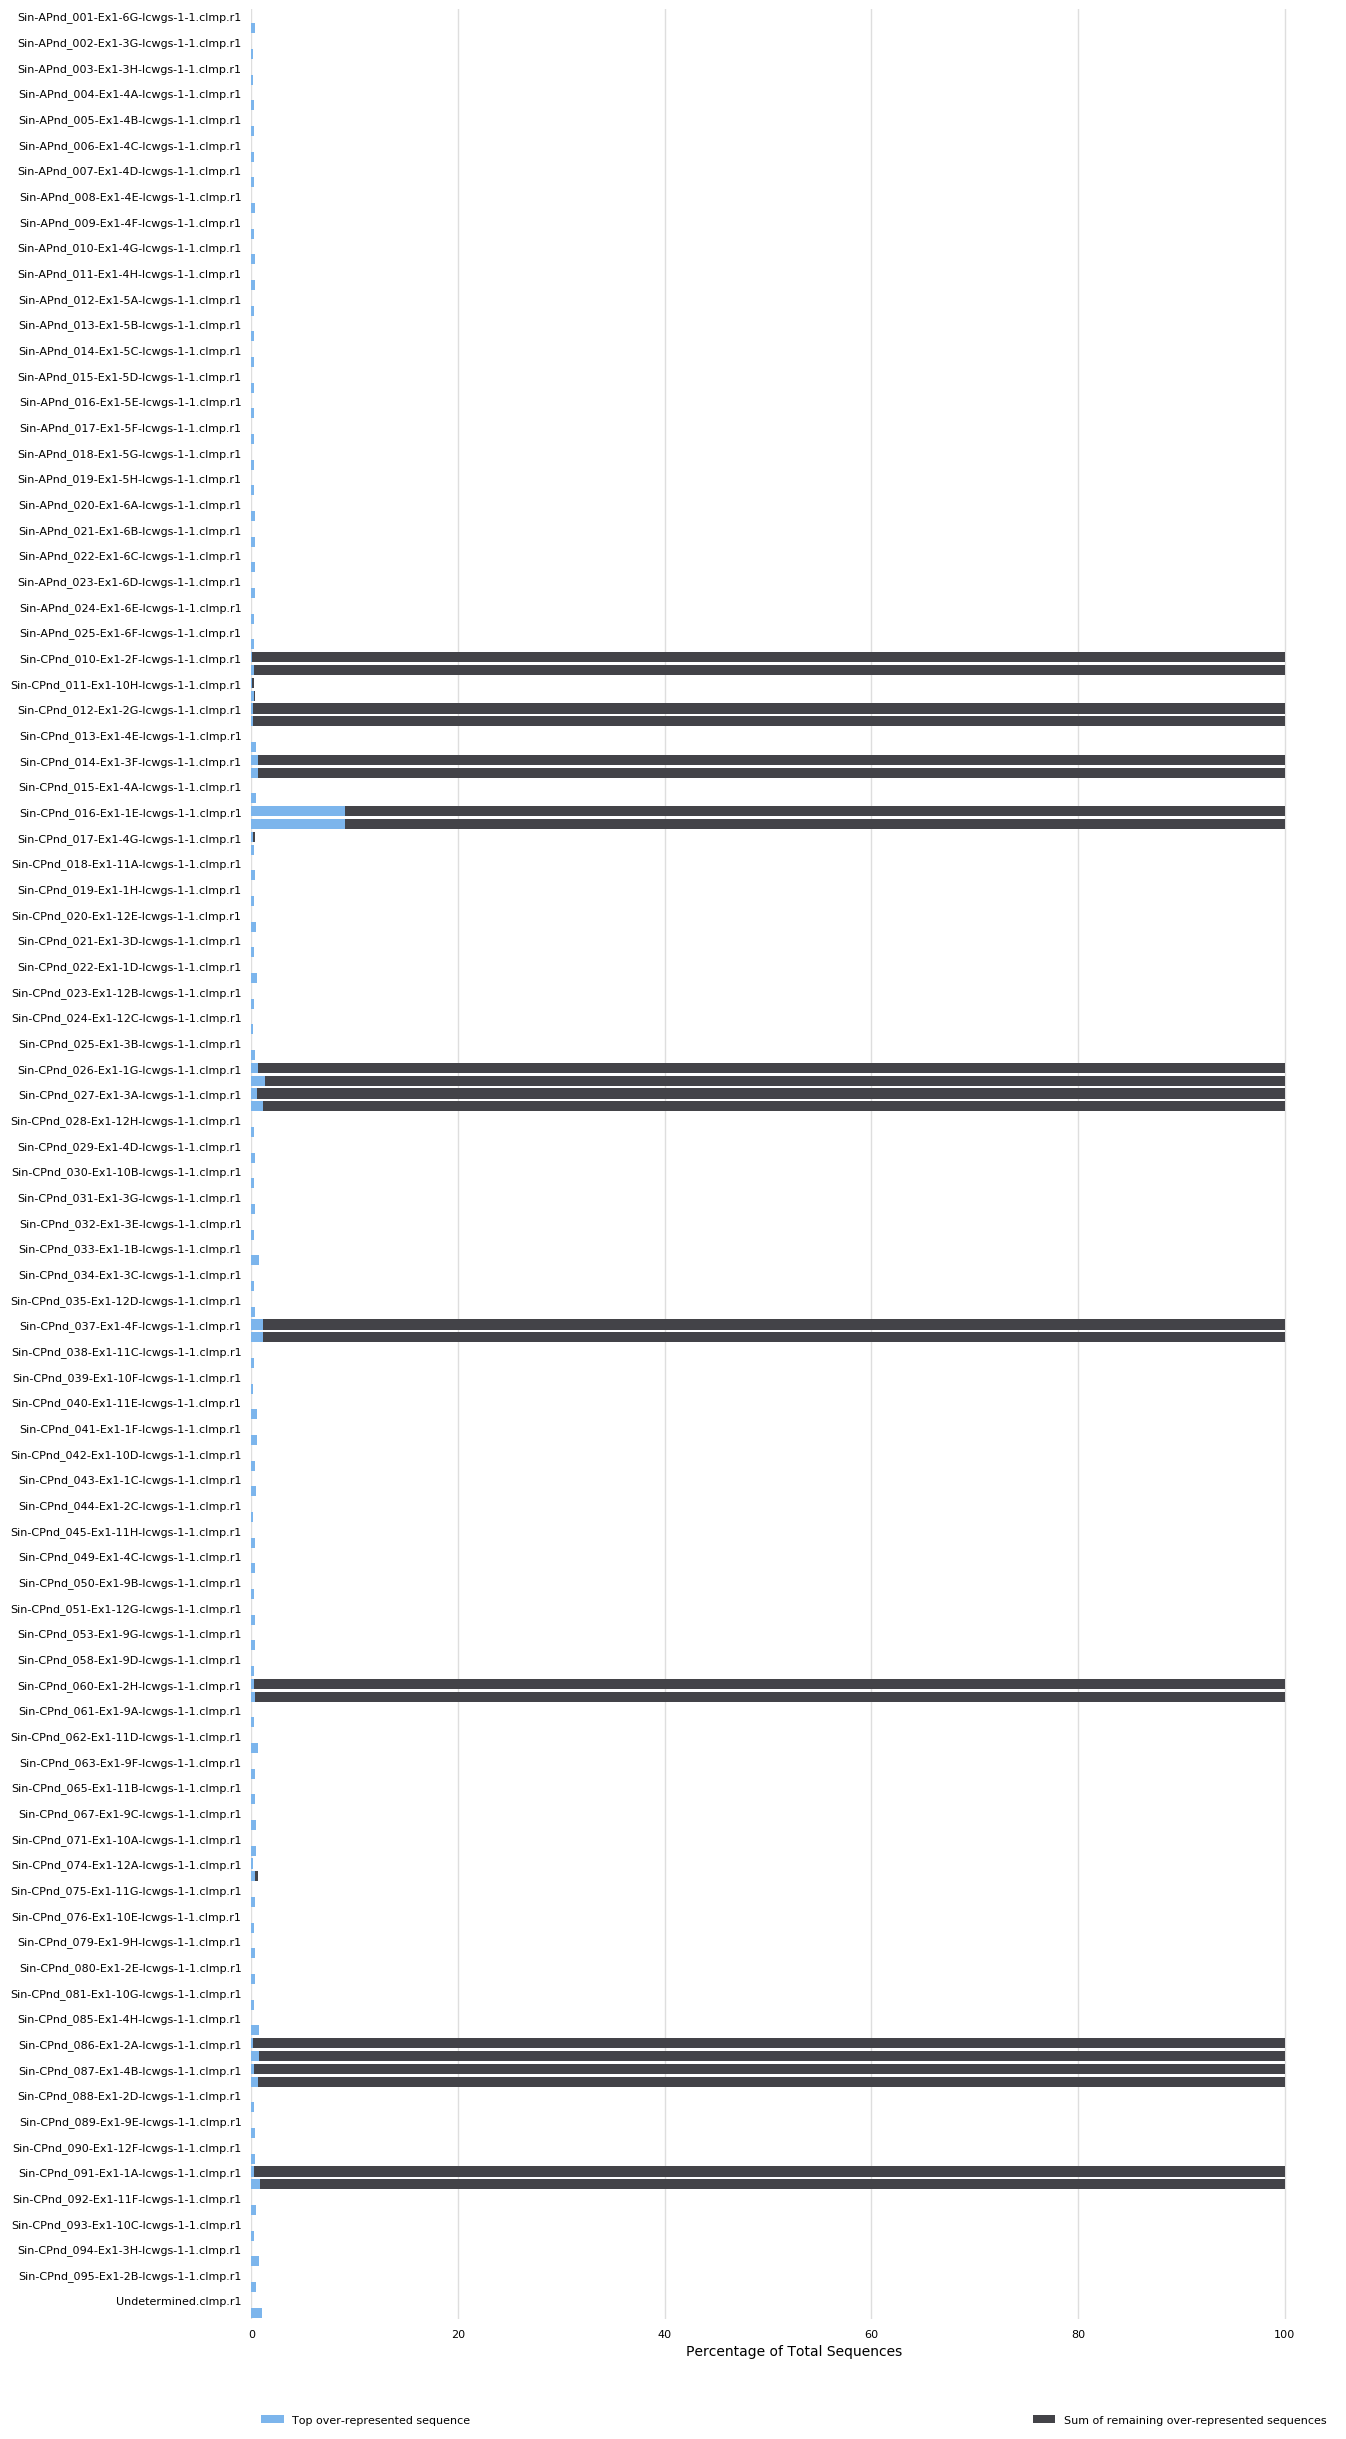 Sin-APnd_001-Ex1-6G-lcwgs-1-1.clmp.r1
Sin-APnd_002-Ex1-3G-lcwgs-1-1.clmp.r1
Sin-APnd_003-Ex1-3H-lcwgs-1-1.clmp.r1
Sin-APnd_004-Ex1-4A-lcwgs-1-1.clmp.r1
Sin-APnd_005-Ex1-4B-lcwgs-1-1.clmp.r1
Sin-APnd_006-Ex1-4C-lcwgs-1-1.clmp.r1
Sin-APnd_007-Ex1-4D-lcwgs-1-1.clmp.r1
Sin-APnd_008-Ex1-4E-lcwgs-1-1.clmp.r1
Sin-APnd_009-Ex1-4F-lcwgs-1-1.clmp.r1
Sin-APnd_010-Ex1-4G-lcwgs-1-1.clmp.r1
Sin-APnd_011-Ex1-4H-lcwgs-1-1.clmp.r1
Sin-APnd_012-Ex1-5A-lcwgs-1-1.clmp.r1
Sin-APnd_013-Ex1-5B-lcwgs-1-1.clmp.r1
Sin-APnd_014-Ex1-5C-lcwgs-1-1.clmp.r1
Sin-APnd_015-Ex1-5D-lcwgs-1-1.clmp.r1
Sin-APnd_016-Ex1-5E-lcwgs-1-1.clmp.r1
Sin-APnd_017-Ex1-5F-lcwgs-1-1.clmp.r1
Sin-APnd_018-Ex1-5G-lcwgs-1-1.clmp.r1
Sin-APnd_019-Ex1-5H-lcwgs-1-1.clmp.r1
Sin-APnd_020-Ex1-6A-lcwgs-1-1.clmp.r1
Sin-APnd_021-Ex1-6B-lcwgs-1-1.clmp.r1
Sin-APnd_022-Ex1-6C-lcwgs-1-1.clmp.r1
Sin-APnd_023-Ex1-6D-lcwgs-1-1.clmp.r1
Sin-APnd_024-Ex1-6E-lcwgs-1-1.clmp.r1
Sin-APnd_025-Ex1-6F-lcwgs-1-1.clmp.r1
Sin-CPnd_010-Ex1-2F-lcwgs-1-1.clmp.r1
Sin-CPnd_011-Ex1-10H-lcwgs-1-1.clmp.r1
Sin-CPnd_012-Ex1-2G-lcwgs-1-1.clmp.r1
Sin-CPnd_013-Ex1-4E-lcwgs-1-1.clmp.r1
Sin-CPnd_014-Ex1-3F-lcwgs-1-1.clmp.r1
Sin-CPnd_015-Ex1-4A-lcwgs-1-1.clmp.r1
Sin-CPnd_016-Ex1-1E-lcwgs-1-1.clmp.r1
Sin-CPnd_017-Ex1-4G-lcwgs-1-1.clmp.r1
Sin-CPnd_018-Ex1-11A-lcwgs-1-1.clmp.r1
Sin-CPnd_019-Ex1-1H-lcwgs-1-1.clmp.r1
Sin-CPnd_020-Ex1-12E-lcwgs-1-1.clmp.r1
Sin-CPnd_021-Ex1-3D-lcwgs-1-1.clmp.r1
Sin-CPnd_022-Ex1-1D-lcwgs-1-1.clmp.r1
Sin-CPnd_023-Ex1-12B-lcwgs-1-1.clmp.r1
Sin-CPnd_024-Ex1-12C-lcwgs-1-1.clmp.r1
Sin-CPnd_025-Ex1-3B-lcwgs-1-1.clmp.r1
Sin-CPnd_026-Ex1-1G-lcwgs-1-1.clmp.r1
Sin-CPnd_027-Ex1-3A-lcwgs-1-1.clmp.r1
Sin-CPnd_028-Ex1-12H-lcwgs-1-1.clmp.r1
Sin-CPnd_029-Ex1-4D-lcwgs-1-1.clmp.r1
Sin-CPnd_030-Ex1-10B-lcwgs-1-1.clmp.r1
Sin-CPnd_031-Ex1-3G-lcwgs-1-1.clmp.r1
Sin-CPnd_032-Ex1-3E-lcwgs-1-1.clmp.r1
Sin-CPnd_033-Ex1-1B-lcwgs-1-1.clmp.r1
Sin-CPnd_034-Ex1-3C-lcwgs-1-1.clmp.r1
Sin-CPnd_035-Ex1-12D-lcwgs-1-1.clmp.r1
Sin-CPnd_037-Ex1-4F-lcwgs-1-1.clmp.r1
Sin-CPnd_038-Ex1-11C-lcwgs-1-1.clmp.r1
Sin-CPnd_039-Ex1-10F-lcwgs-1-1.clmp.r1
Sin-CPnd_040-Ex1-11E-lcwgs-1-1.clmp.r1
Sin-CPnd_041-Ex1-1F-lcwgs-1-1.clmp.r1
Sin-CPnd_042-Ex1-10D-lcwgs-1-1.clmp.r1
Sin-CPnd_043-Ex1-1C-lcwgs-1-1.clmp.r1
Sin-CPnd_044-Ex1-2C-lcwgs-1-1.clmp.r1
Sin-CPnd_045-Ex1-11H-lcwgs-1-1.clmp.r1
Sin-CPnd_049-Ex1-4C-lcwgs-1-1.clmp.r1
Sin-CPnd_050-Ex1-9B-lcwgs-1-1.clmp.r1
Sin-CPnd_051-Ex1-12G-lcwgs-1-1.clmp.r1
Sin-CPnd_053-Ex1-9G-lcwgs-1-1.clmp.r1
Sin-CPnd_058-Ex1-9D-lcwgs-1-1.clmp.r1
Sin-CPnd_060-Ex1-2H-lcwgs-1-1.clmp.r1
Sin-CPnd_061-Ex1-9A-lcwgs-1-1.clmp.r1
Sin-CPnd_062-Ex1-11D-lcwgs-1-1.clmp.r1
Sin-CPnd_063-Ex1-9F-lcwgs-1-1.clmp.r1
Sin-CPnd_065-Ex1-11B-lcwgs-1-1.clmp.r1
Sin-CPnd_067-Ex1-9C-lcwgs-1-1.clmp.r1
Sin-CPnd_071-Ex1-10A-lcwgs-1-1.clmp.r1
Sin-CPnd_074-Ex1-12A-lcwgs-1-1.clmp.r1
Sin-CPnd_075-Ex1-11G-lcwgs-1-1.clmp.r1
Sin-CPnd_076-Ex1-10E-lcwgs-1-1.clmp.r1
Sin-CPnd_079-Ex1-9H-lcwgs-1-1.clmp.r1
Sin-CPnd_080-Ex1-2E-lcwgs-1-1.clmp.r1
Sin-CPnd_081-Ex1-10G-lcwgs-1-1.clmp.r1
Sin-CPnd_085-Ex1-4H-lcwgs-1-1.clmp.r1
Sin-CPnd_086-Ex1-2A-lcwgs-1-1.clmp.r1
Sin-CPnd_087-Ex1-4B-lcwgs-1-1.clmp.r1
Sin-CPnd_088-Ex1-2D-lcwgs-1-1.clmp.r1
Sin-CPnd_089-Ex1-9E-lcwgs-1-1.clmp.r1
Sin-CPnd_090-Ex1-12F-lcwgs-1-1.clmp.r1
Sin-CPnd_091-Ex1-1A-lcwgs-1-1.clmp.r1
Sin-CPnd_092-Ex1-11F-lcwgs-1-1.clmp.r1
Sin-CPnd_093-Ex1-10C-lcwgs-1-1.clmp.r1
Sin-CPnd_094-Ex1-3H-lcwgs-1-1.clmp.r1
Sin-CPnd_095-Ex1-2B-lcwgs-1-1.clmp.r1
Undetermined.clmp.r1
0 20 40 60 80 100
Percentage of Total Sequences
Top over-represented sequence Sum of remaining over-represented sequences